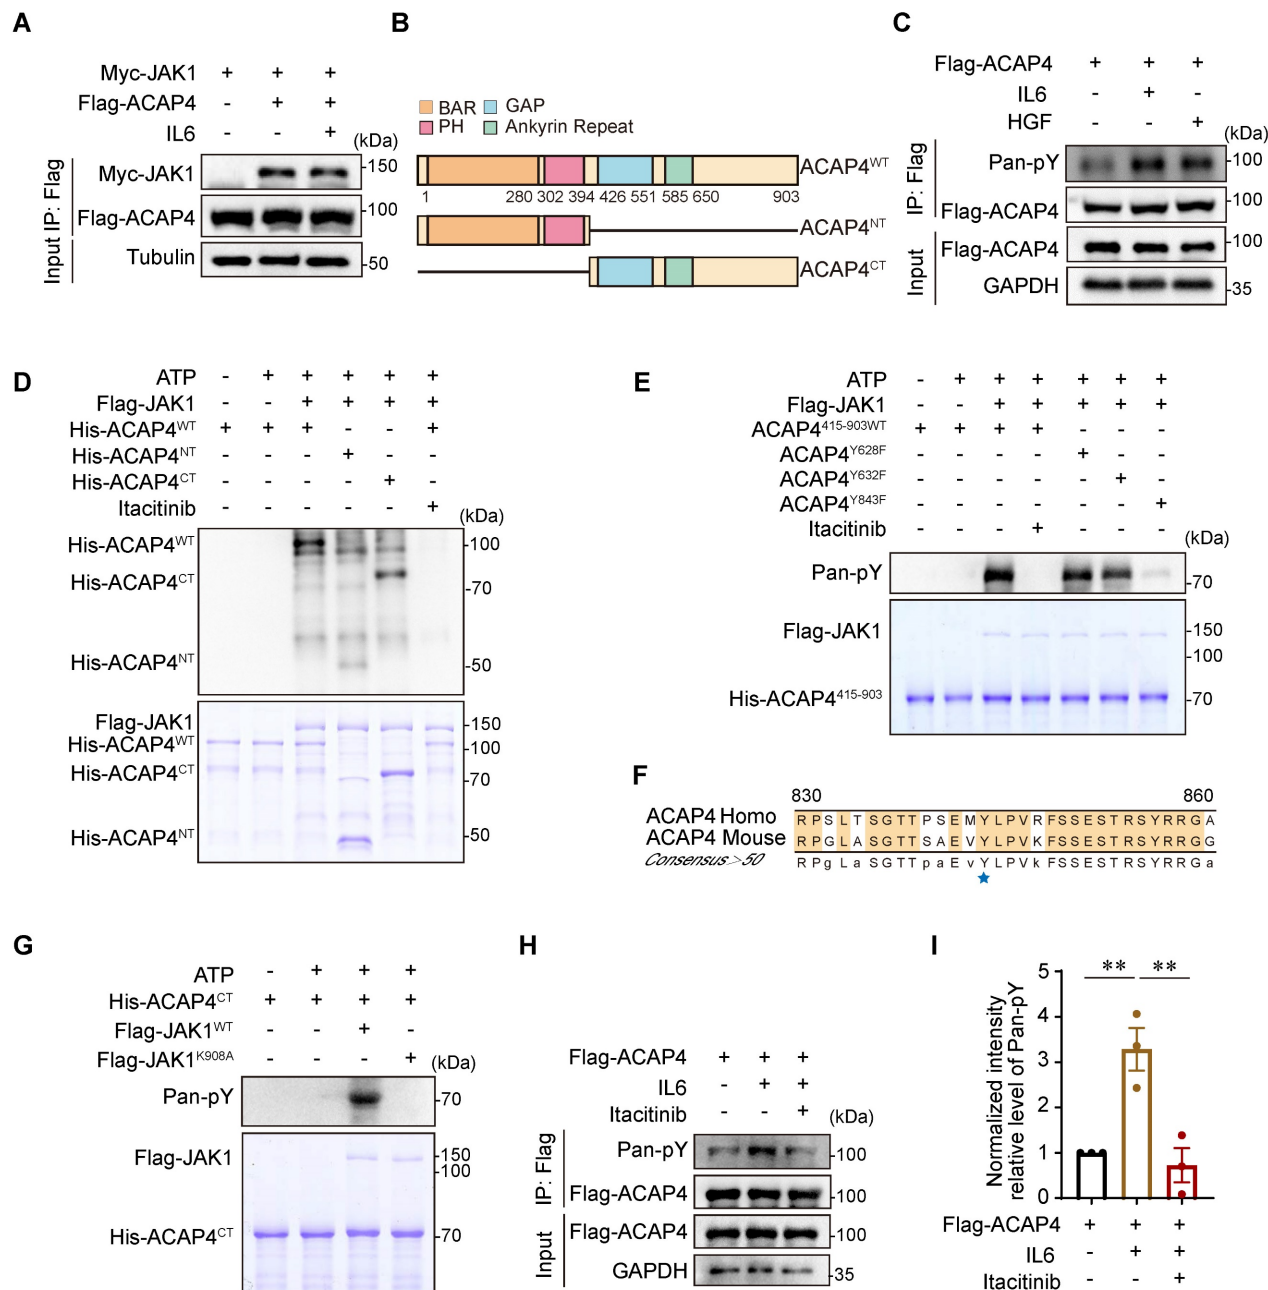 A
Myc-JAK1 + + +
Flag-ACAP4 - + +
IL6 - - +
(kDa)
IP: Flag
Input
Myc-JAK1 -150
Flag-ACAP4 -100
Tubulin -50
B
BAR GAP
PH Ankyrin Repeat
ACAP4WT
1 280 302 394 426 551 585 650 903
ACAP4NT
ACAP4CT
C
Flag-ACAP4 + + +
IL6 - + -
HGF - - +
(kDa)
IP: Flag
Pan-pY -100
Flag-ACAP4 -100
Input
Flag-ACAP4 -100
GAPDH -35
D
ATP - + + + + +
Flag-JAK1 - - + + + +
His-ACAP4WT + + + - - +
His-ACAP4NT - - - + - -
His-ACAP4CT - - - - + -
Itacitinib - - - - - +
(kDa)
His-ACAP4WT -100
His-ACAP4CT -70
His-ACAP4NT -50
Flag-JAK1 -150
His-ACAP4WT -100
His-ACAP4CT -70
His-ACAP4NT -50
E
ATP - + + + + + +
Flag-JAK1 - - + + + + +
ACAP4415-903WT + + + + - - -
ACAP4Y628F - - - - + - -
ACAP4Y632F - - - - - + -
ACAP4Y843F - - - - - - +
Itacitinib - - - + - - -
(kDa)
Pan-pY -70
Flag-JAK1 -150
-100
His-ACAP4415-903 -70
F
830 860
ACAP4 Homo R P S L T S G T T P S E M Y L P V R F S S E S T R S Y R R G A
ACAP4 Mouse R P G L A S G T T S A E V Y L P V K F S S E S T R S Y R R G G
Consensus>50 R P g L a S G T T p a E v Y L P V k F S S E S T R S Y R R G a
G
ATP - + + +
His-ACAP4CT + + + +
Flag-JAK1WT - - + -
Flag-JAK1K908A - - - +
(kDa)
Pan-pY -70
Flag-JAK1 -150
-100
His-ACAP4CT -70
H
Flag-ACAP4 + + +
IL6 - + +
Itacitinib - - +
(kDa)
IP: Flag
Pan-pY -100
Flag-ACAP4 -100
Input
Flag-ACAP4 -100
GAPDH -35
I
Normalized intensity
relative level of Pan-pY
5
4
3
2
1
0
** **
Flag-ACAP4 + + +
IL6 - + +
Itacitinib - - +